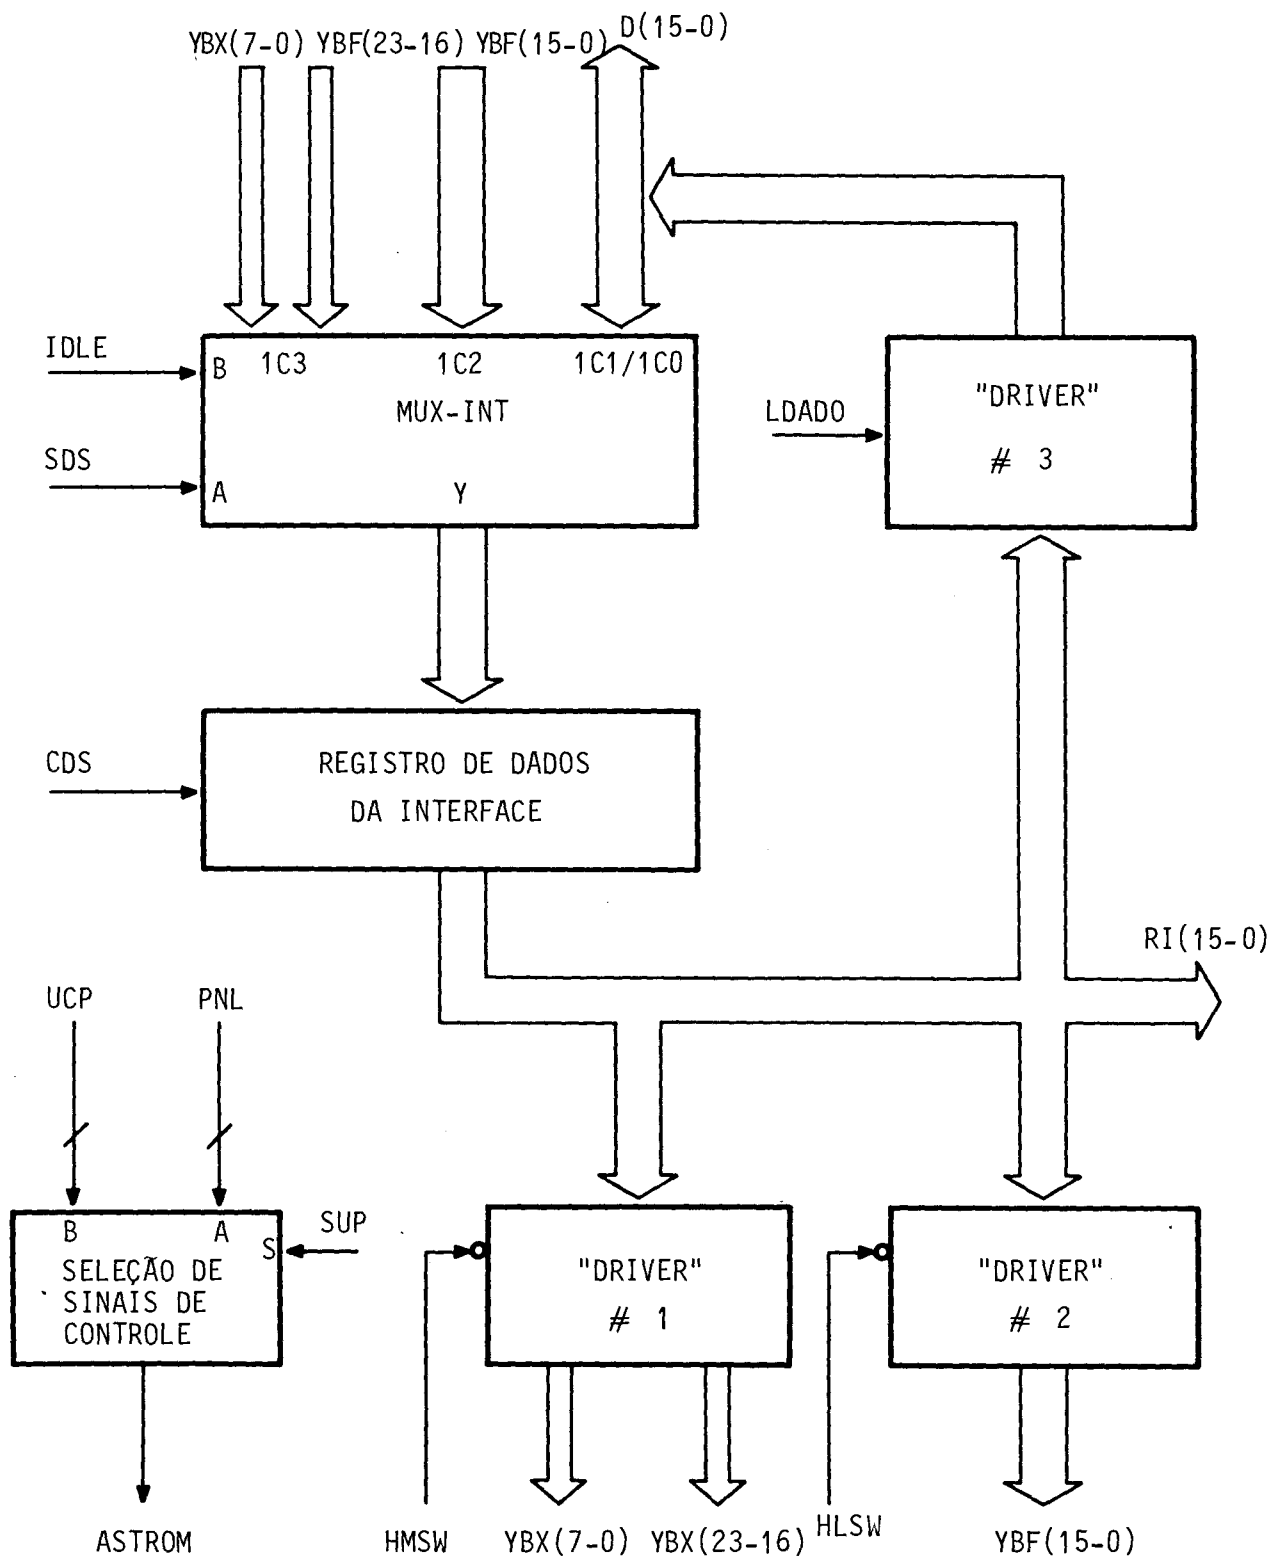 YBX(7-0) YBF(23-16) YBF(15-0) D(15-0)
IDLE
B 1C3 1C2 1C1/1C0
MUX-INT
SDS
A Y
LDADO
"DRIVER"
# 3
CDS
REGISTRO DE DADOS
DA INTERFACE
RI(15-0)
UCP PNL
B A
S SUP
SELEÇÃO DE
SINAIS DE
CONTROLE
"DRIVER"
# 1
"DRIVER"
# 2
ASTROM HMSW YBX(7-0) YBX(23-16) HLSW YBF(15-0)